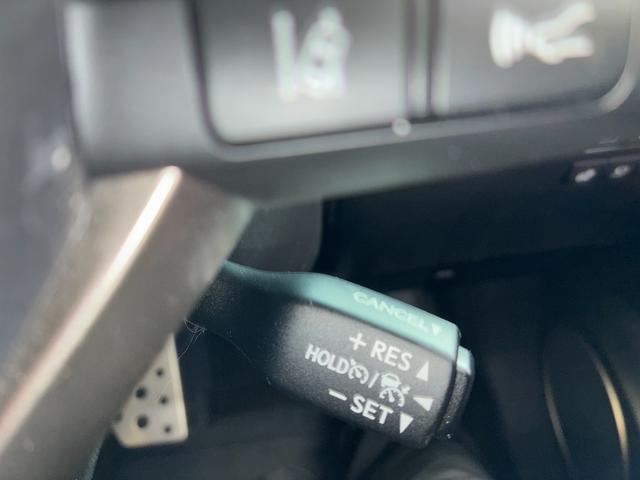 CANCEL
+ RES
HOLD /
− SET